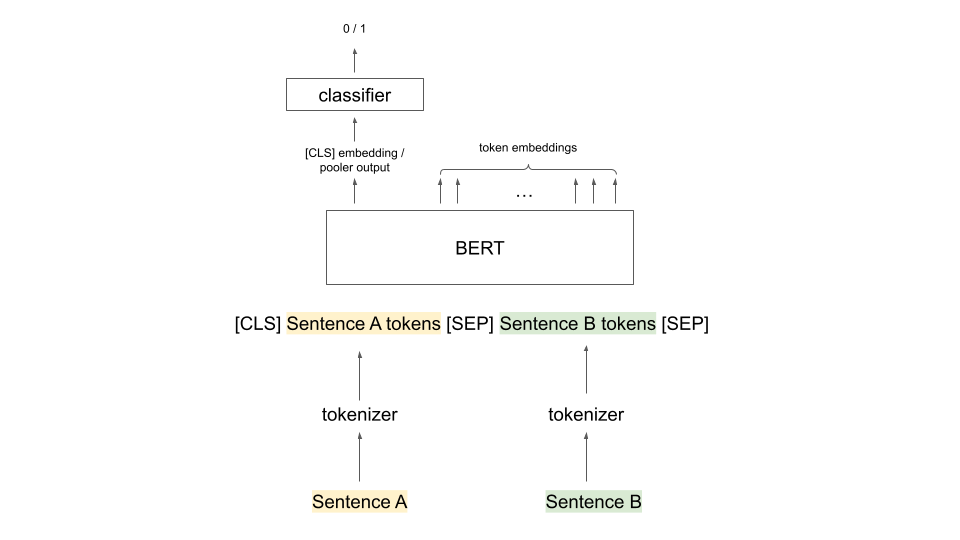 0 / 1
classifier
[CLS] embedding /
pooler output
token embeddings
...
BERT
[CLS] Sentence A tokens [SEP] Sentence B tokens [SEP]
tokenizer
tokenizer
Sentence A
Sentence B